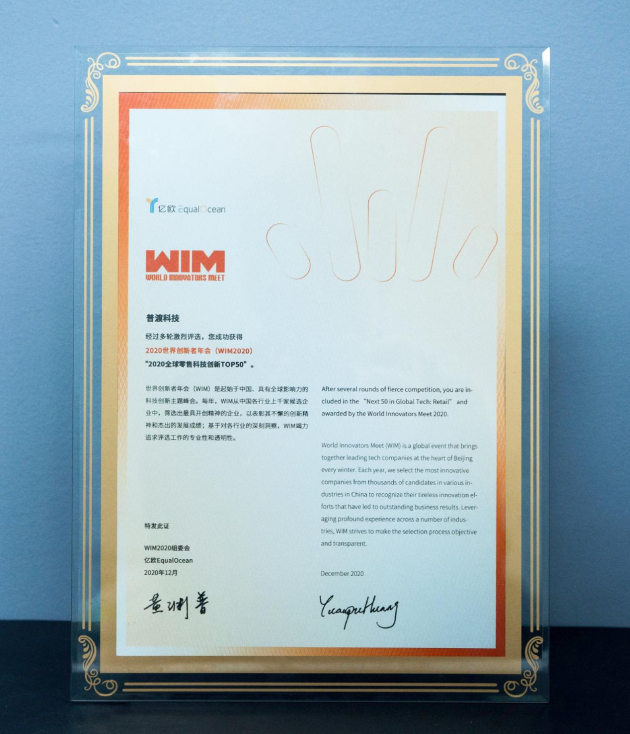 亿欧 EqualOcean
WIM
WORLD INNOVATORS MEET
普渡科技
经过多轮激烈评选，您成功获得
2020世界创新者年会（WIM2020）
“2020全球零售科技创新TOP50”。
世界创新者年会（WIM）是起始于中国、具有全球影响力的
科技创新主题峰会。每年，WIM从中国各行业上千家候选企
业中，筛选出最具开创精神的企业，以表彰其不懈的创新精
神和杰出的发展成绩；基于对各行业的深刻洞察，WIM竭力
追求评选工作的专业性和透明性。
特发此证
WIM2020组委会
亿欧EqualOcean
2020年12月
After several rounds of fierce competition, you are in-
cluded in the “Next 50 in Global Tech: Retail” and
awarded by the World Innovators Meet 2020.
World Innovators Meet (WIM) is a global event that brings
together leading tech companies at the heart of Beijing
every winter. Each year, we select the most innovative
companies from thousands of candidates in various in-
dustries in China to recognize their tireless innovation ef-
forts that have led to outstanding business results. Lever-
aging profound experience across a number of indus-
tries, WIM strives to make the selection process objective
and transparent.
December 2020